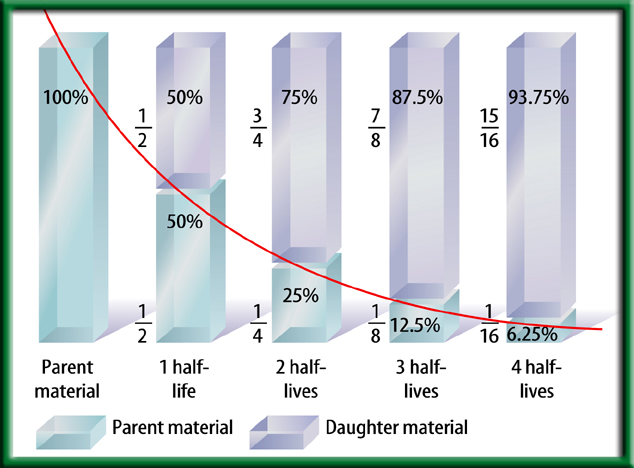 100%
50%
75%
87.5%
93.75%
1/2
3/4
7/8
15/16
50%
25%
12.5%
6.25%
1/2
1/4
1/8
1/16
Parent
material
1 half-
life
2 half-
lives
3 half-
lives
4 half-
lives
Parent material
Daughter material